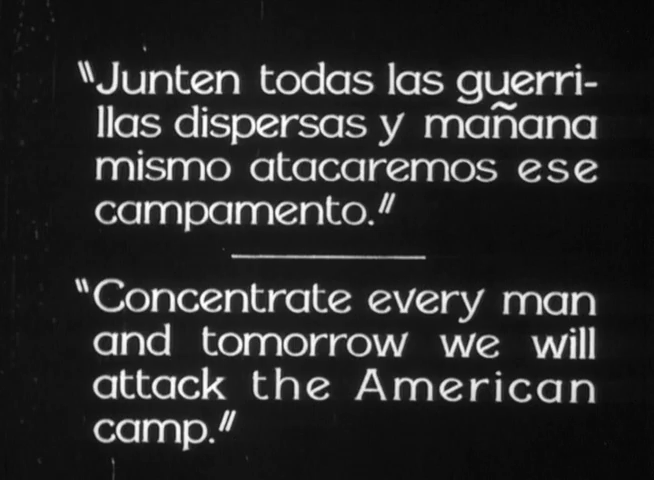 "Junten todas las guerri-
llas dispersas y mañana
mismo atacaremos ese
campamento."
"Concentrate every man
and tomorrow we will
attack the American
camp."